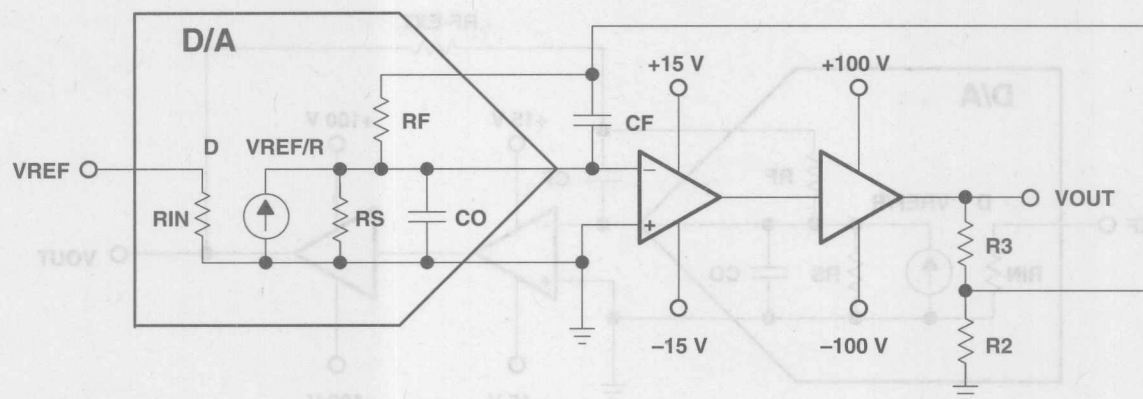 D/A
+15 V
+100 V
RF
CF
D
VREF/R
VREF
RIN
RS
CO
−
+
VOUT
R3
−15 V
−100 V
R2